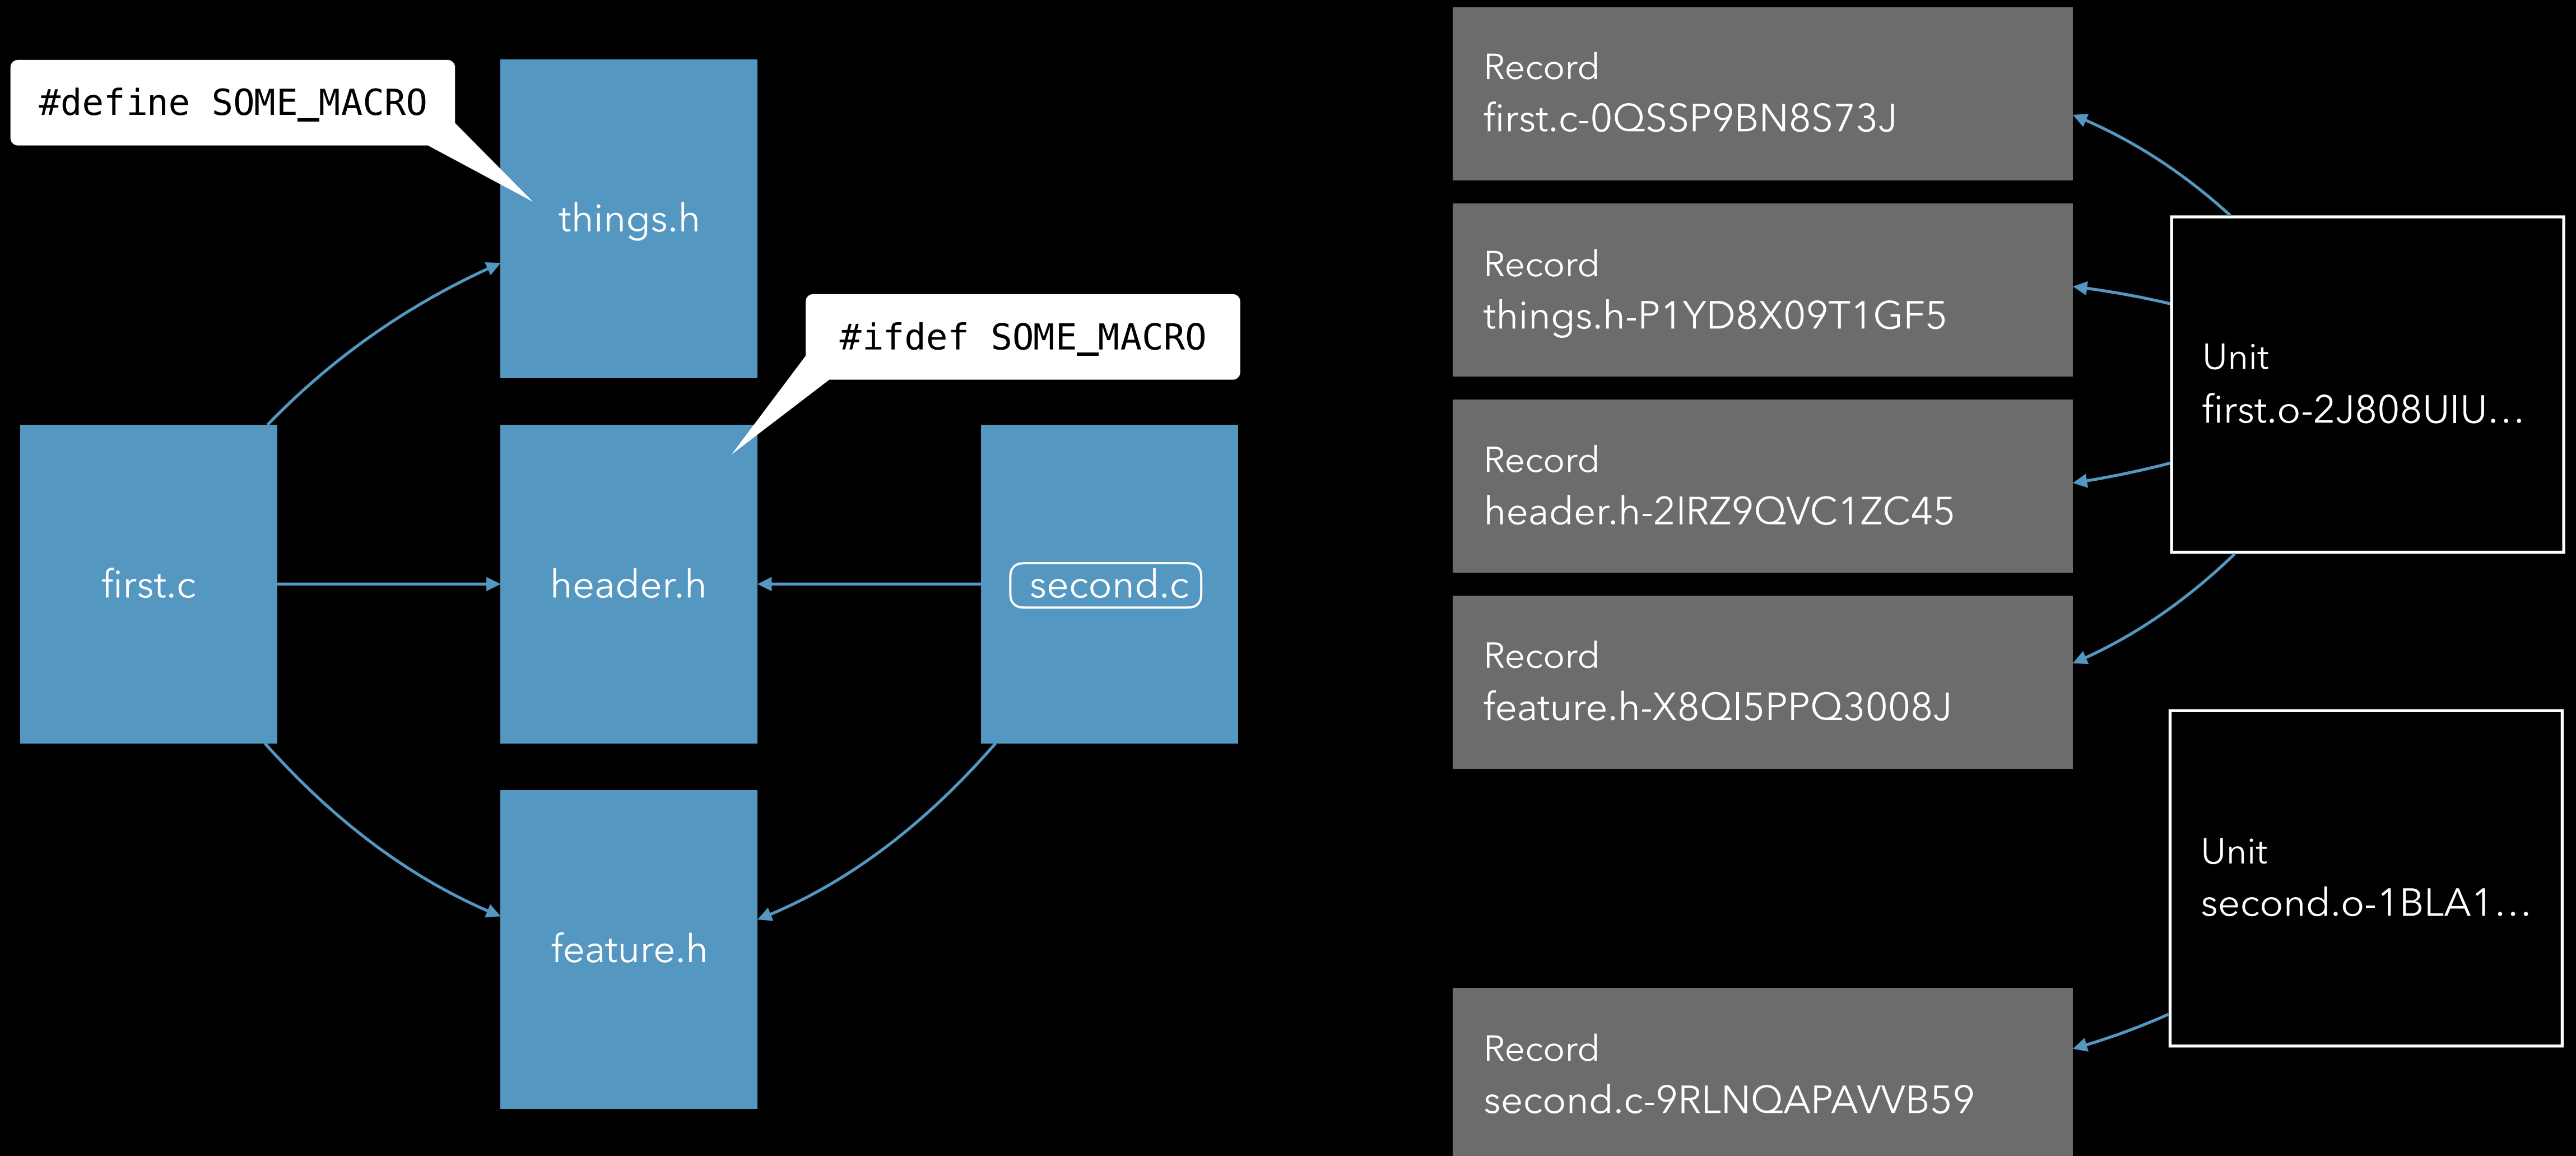 #define SOME_MACRO
things.h
#ifdef SOME_MACRO
first.c
header.h
second.c
feature.h
Record
first.c-0QSSP9BN8S73J
Record
things.h-P1YD8X09T1GF5
Record
header.h-2IRZ9QVC1ZC45
Record
feature.h-X8QI5PPQ3008J
Record
second.c-9RLNQAPAVVB59
Unit
first.o-2J808UIU…
Unit
second.o-1BLA1…